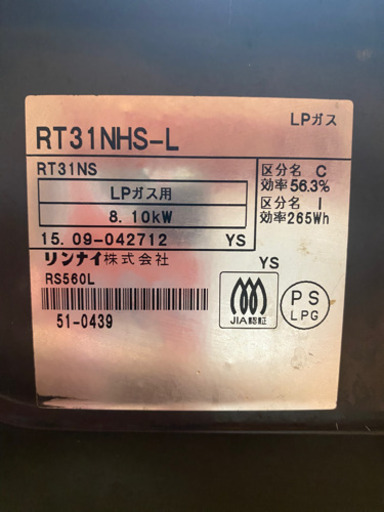 LPガス
RT31NHS-L
RT31NS
LPガス用
8. 10kW
区分名 C
効率56.3%
区分名 I
効率265Wh
15. 09-042712 YS
リンナイ株式会社
YS
RS560L
51-0439
JIA認証
PS
LPG